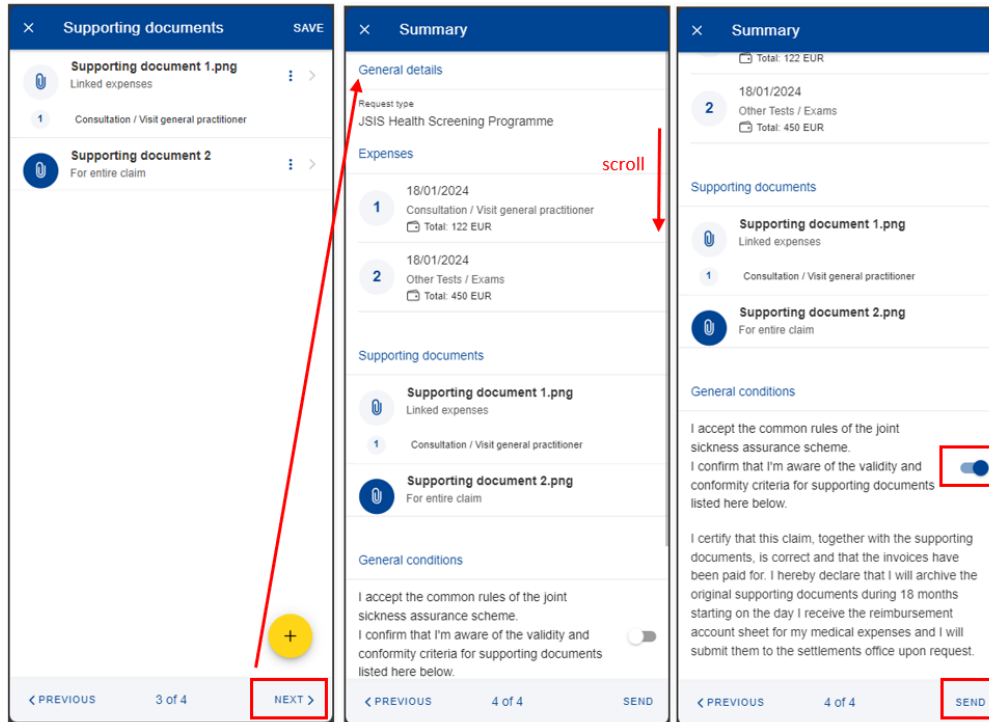 Supporting documents
SAVE
Supporting document 1.png
Linked expenses
1
Consultation / Visit general practitioner
Supporting document 2
For entire claim
+
PREVIOUS
3 of 4
NEXT
Summary
General details
Request type
JSIS Health Screening Programme
Expenses
scroll
1
18/01/2024
Consultation / Visit general practitioner
Total: 122 EUR
2
18/01/2024
Other Tests / Exams
Total: 450 EUR
Supporting documents
Supporting document 1.png
Linked expenses
1
Consultation / Visit general practitioner
Supporting document 2.png
For entire claim
General conditions
I accept the common rules of the joint
sickness assurance scheme.
I confirm that I'm aware of the validity and
conformity criteria for supporting documents
listed here below.
PREVIOUS
4 of 4
SEND
Summary
Total: 122 EUR
2
18/01/2024
Other Tests / Exams
Total: 450 EUR
Supporting documents
Supporting document 1.png
Linked expenses
1
Consultation / Visit general practitioner
Supporting document 2.png
For entire claim
General conditions
I accept the common rules of the joint
sickness assurance scheme.
I confirm that I'm aware of the validity and
conformity criteria for supporting documents
listed here below.
I certify that this claim, together with the supporting
documents, is correct and that the invoices have
been paid for. I hereby declare that I will archive the
original supporting documents during 18 months
starting on the day I receive the reimbursement
account sheet for my medical expenses and I will
submit them to the settlements office upon request.
PREVIOUS
4 of 4
SEND